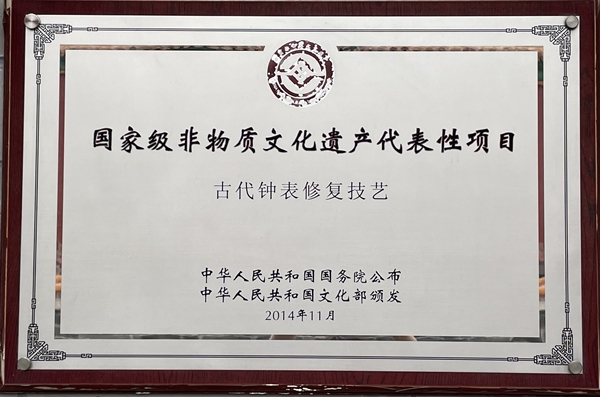 国家级非物质文化遗产代表性项目
古代钟表修复技艺
中华人民共和国国务院公布
中华人民共和国文化部颁发
2014年11月